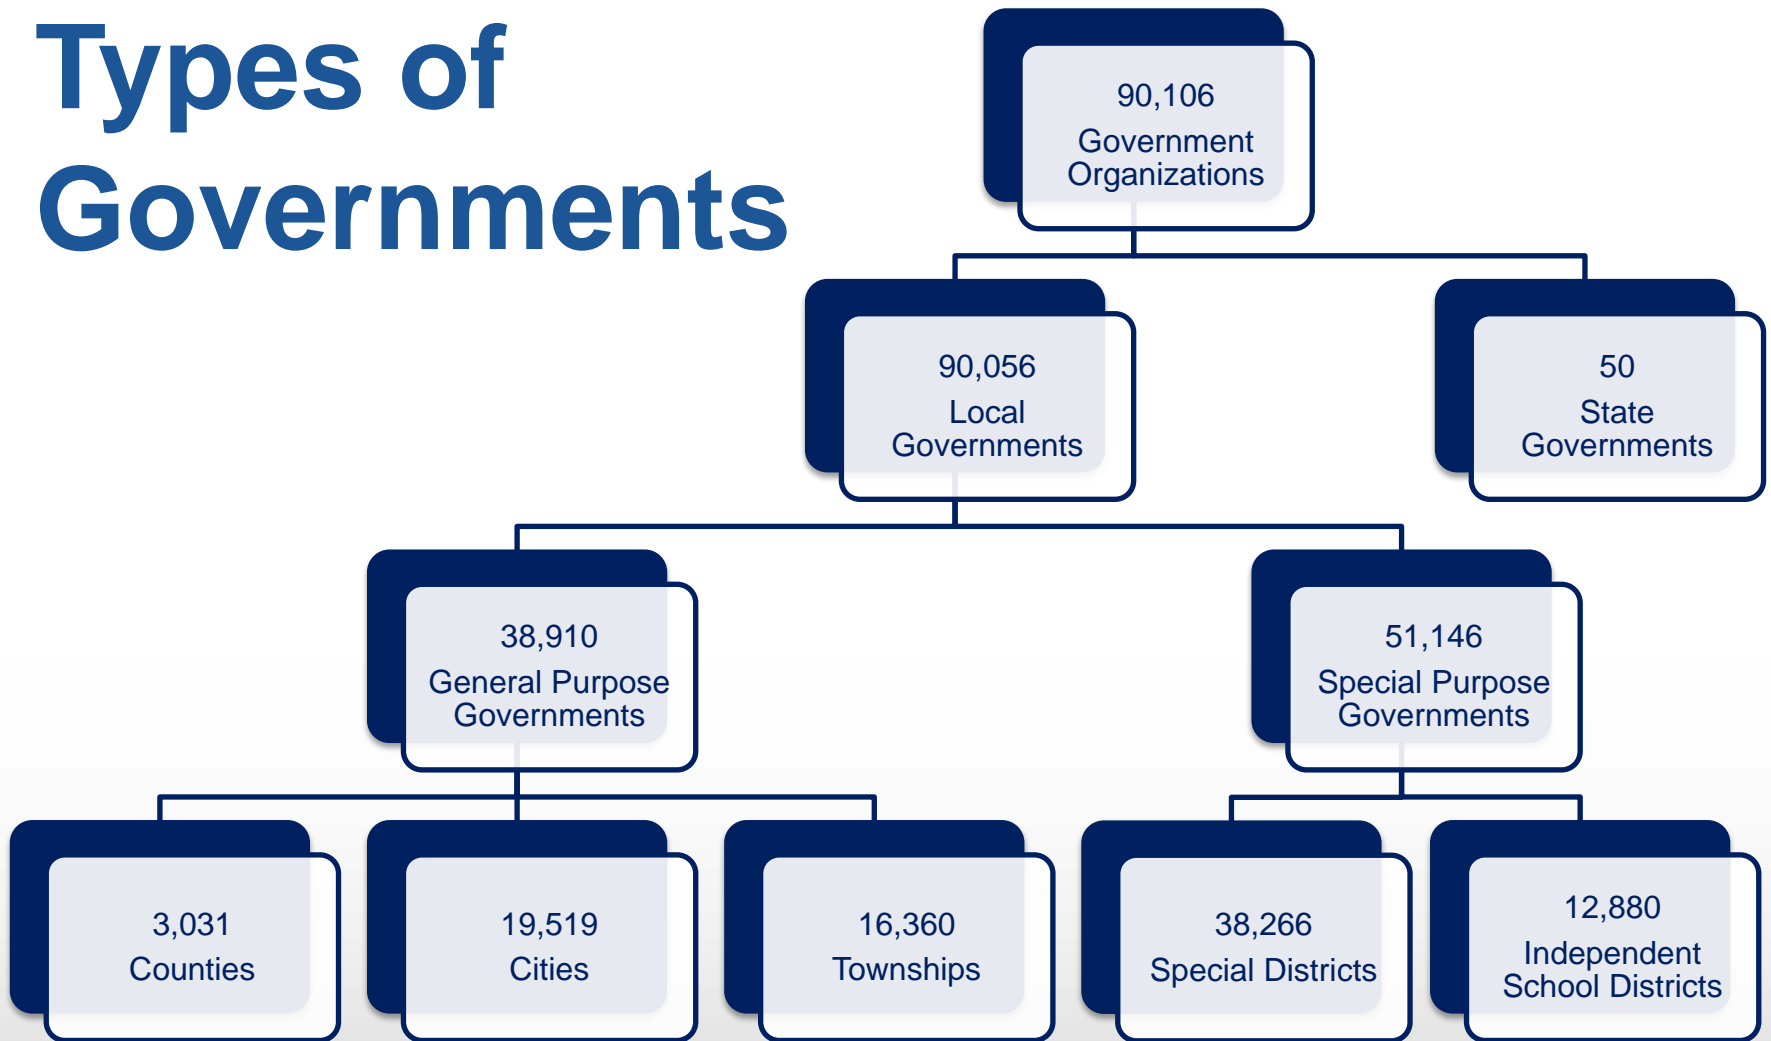 Types of
Governments
90,106
Government
Organizations
90,056
Local
Governments
50
State
Governments
38,910
General Purpose
Governments
51,146
Special Purpose
Governments
3,031
Counties
19,519
Cities
16,360
Townships
38,266
Special Districts
12,880
Independent
School Districts